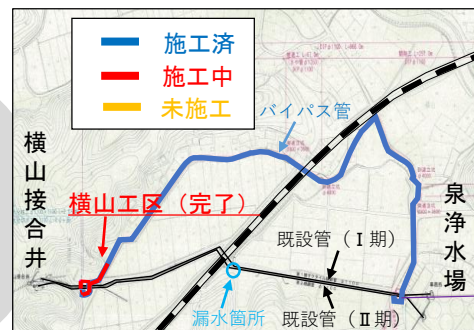 施工済
施工中
未施工
バイパス管
横山接合井
横山工区（完了）
泉浄水場
既設管（Ⅰ期）
漏水箇所
既設管（Ⅱ期）